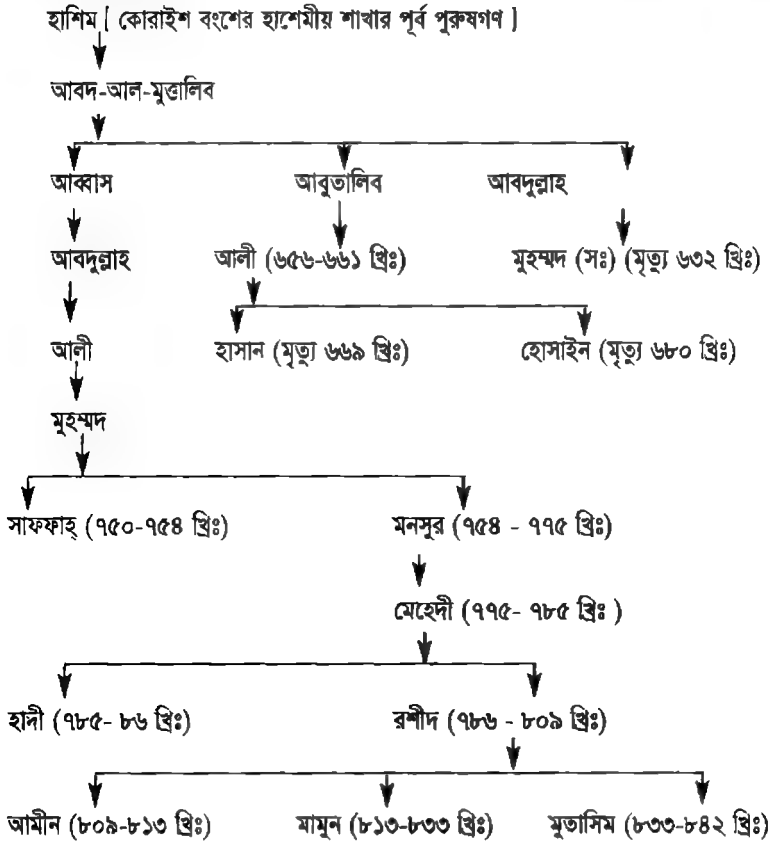 হাশিম [ কোরাইশ বংশের হাশেমীয় শাখার পূর্ব পুরুষগণ ]
আবদ-আল-মুত্তালিব
আব্বাস আবুতালিব আবদুল্লাহ
আবদুল্লাহ আলী (৬৫৬-৬৬১ খ্রিঃ) মুহম্মদ (সঃ) (মৃত্যু ৬৩২ খ্রিঃ)
আলী হাসান (মৃত্যু ৬৬৯ খ্রিঃ) হোসাইন (মৃত্যু ৬৮০ খ্রিঃ)
মুহম্মদ
সাফফাহ্ (৭৫০-৭৫৪ খ্রিঃ) মনসুর (৭৫৪ - ৭৭৫ খ্রিঃ)
মেহেদী (৭৭৫- ৭৮৫ খ্রিঃ )
হাদী (৭৮৫- ৮৬ খ্রিঃ) রশীদ (৭৮৬ - ৮০৯ খ্রিঃ)
আমীন (৮০৯-৮১৩ খ্রিঃ) মামুন (৮১৩-৮৩৩ খ্রিঃ) মুতাসিম (৮৩৩-৮৪২ খ্রিঃ)